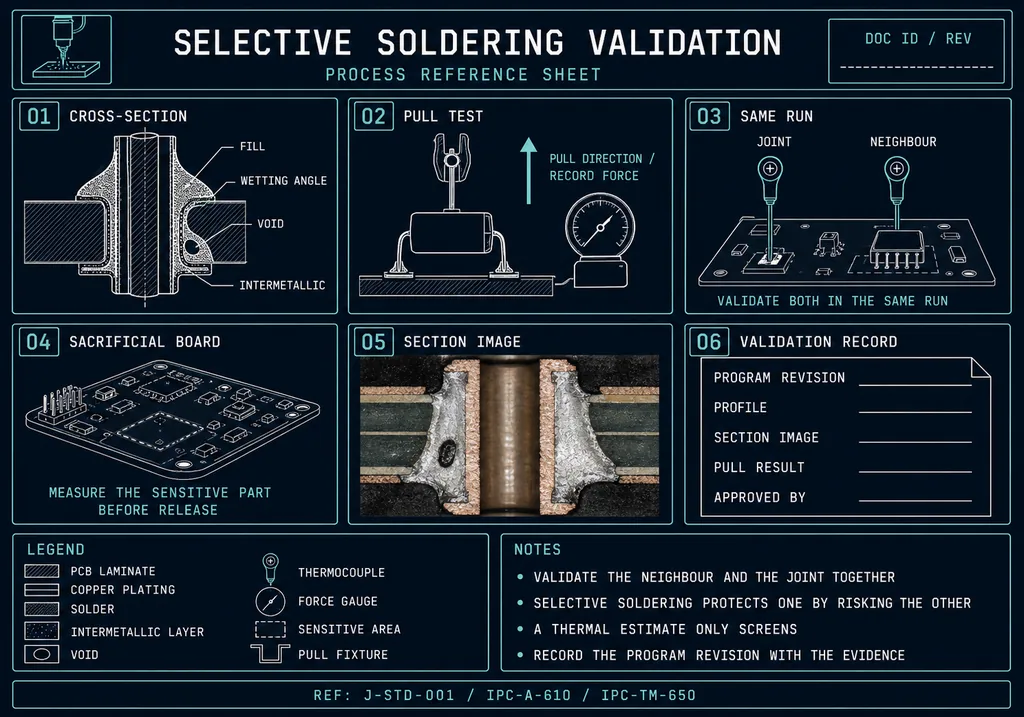 SELECTIVE SOLDERING VALIDATION
PROCESS REFERENCE SHEET
DOC ID / REV
01 CROSS-SECTION
FILL
WETTING ANGLE
VOID
INTERMETALLIC
02 PULL TEST
PULL DIRECTION /
RECORD FORCE
03 SAME RUN
JOINT
NEIGHBOUR
VALIDATE BOTH IN THE SAME RUN
04 SACRIFICIAL BOARD
MEASURE THE SENSITIVE PART
BEFORE RELEASE
05 SECTION IMAGE
06 VALIDATION RECORD
PROGRAM REVISION
PROFILE
SECTION IMAGE
PULL RESULT
APPROVED BY
LEGEND
PCB LAMINATE
COPPER PLATING
SOLDER
INTERMETALLIC LAYER
VOID
THERMOCOUPLE
FORCE GAUGE
SENSITIVE AREA
PULL FIXTURE
NOTES
• VALIDATE THE NEIGHBOUR AND THE JOINT TOGETHER
• SELECTIVE SOLDERING PROTECTS ONE BY RISKING THE OTHER
• A THERMAL ESTIMATE ONLY SCREENS
• RECORD THE PROGRAM REVISION WITH THE EVIDENCE
REF: J-STD-001 / IPC-A-610 / IPC-TM-650